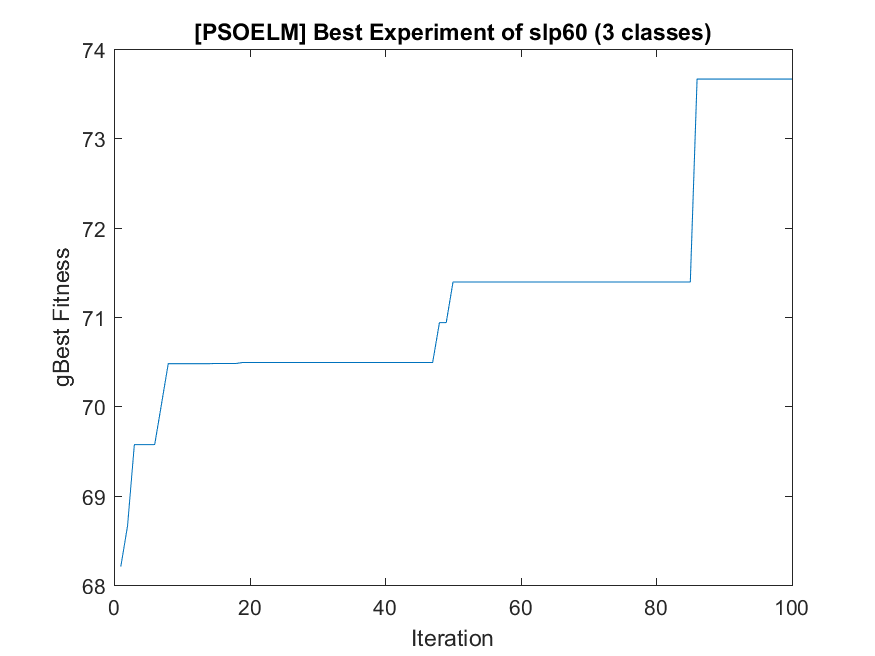 [PSOELM] Best Experiment of slp60 (3 classes)
74
73
72
71
70
69
68
gBest Fitness
0 20 40 60 80 100
Iteration